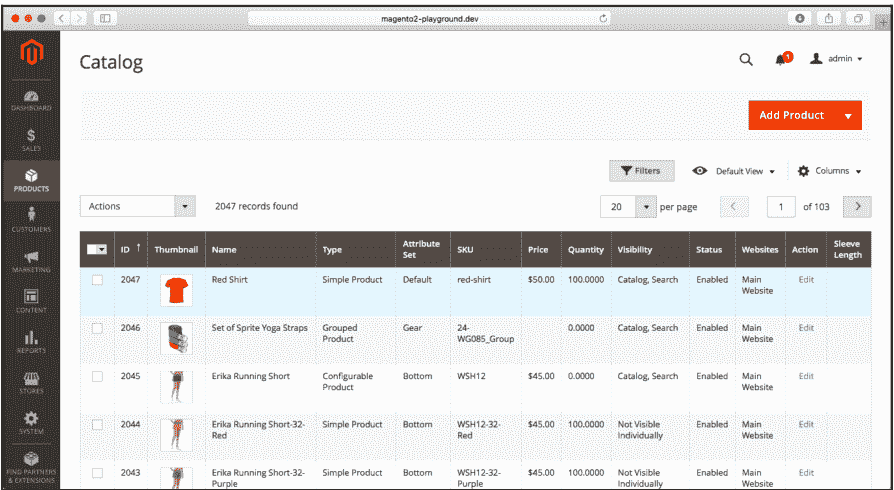 magento2-playground.dev
Catalog
1
admin
DASHBOARD
$
SALES
PRODUCTS
CUSTOMERS
MARKETING
CONTENT
REPORTS
STORES
SYSTEM
FIND PARTNERS
& EXTENSIONS
Add Product
Filters
Default View
Columns
Actions
2047 records found
20 per page
1 of 103
ID ↑ Thumbnail Name Type Attribute Set SKU Price Quantity Visibility Status Websites Action Sleeve Length
2047 Red Shirt Simple Product Default red-shirt $50.00 100.0000 Catalog, Search Enabled Main Website Edit
2046 Set of Sprite Yoga Straps Grouped Product Gear 24-WG085_Group 0.0000 Catalog, Search Enabled Main Website Edit
2045 Erika Running Short Configurable Product Bottom WSH12 $45.00 0.0000 Catalog, Search Enabled Main Website Edit
2044 Erika Running Short-32-Red Simple Product Bottom WSH12-32-Red $45.00 100.0000 Not Visible Individually Enabled Main Website Edit
2043 Erika Running Short-32-Purple Simple Product Bottom WSH12-32-Purple $45.00 100.0000 Not Visible Individually Enabled Main Website Edit